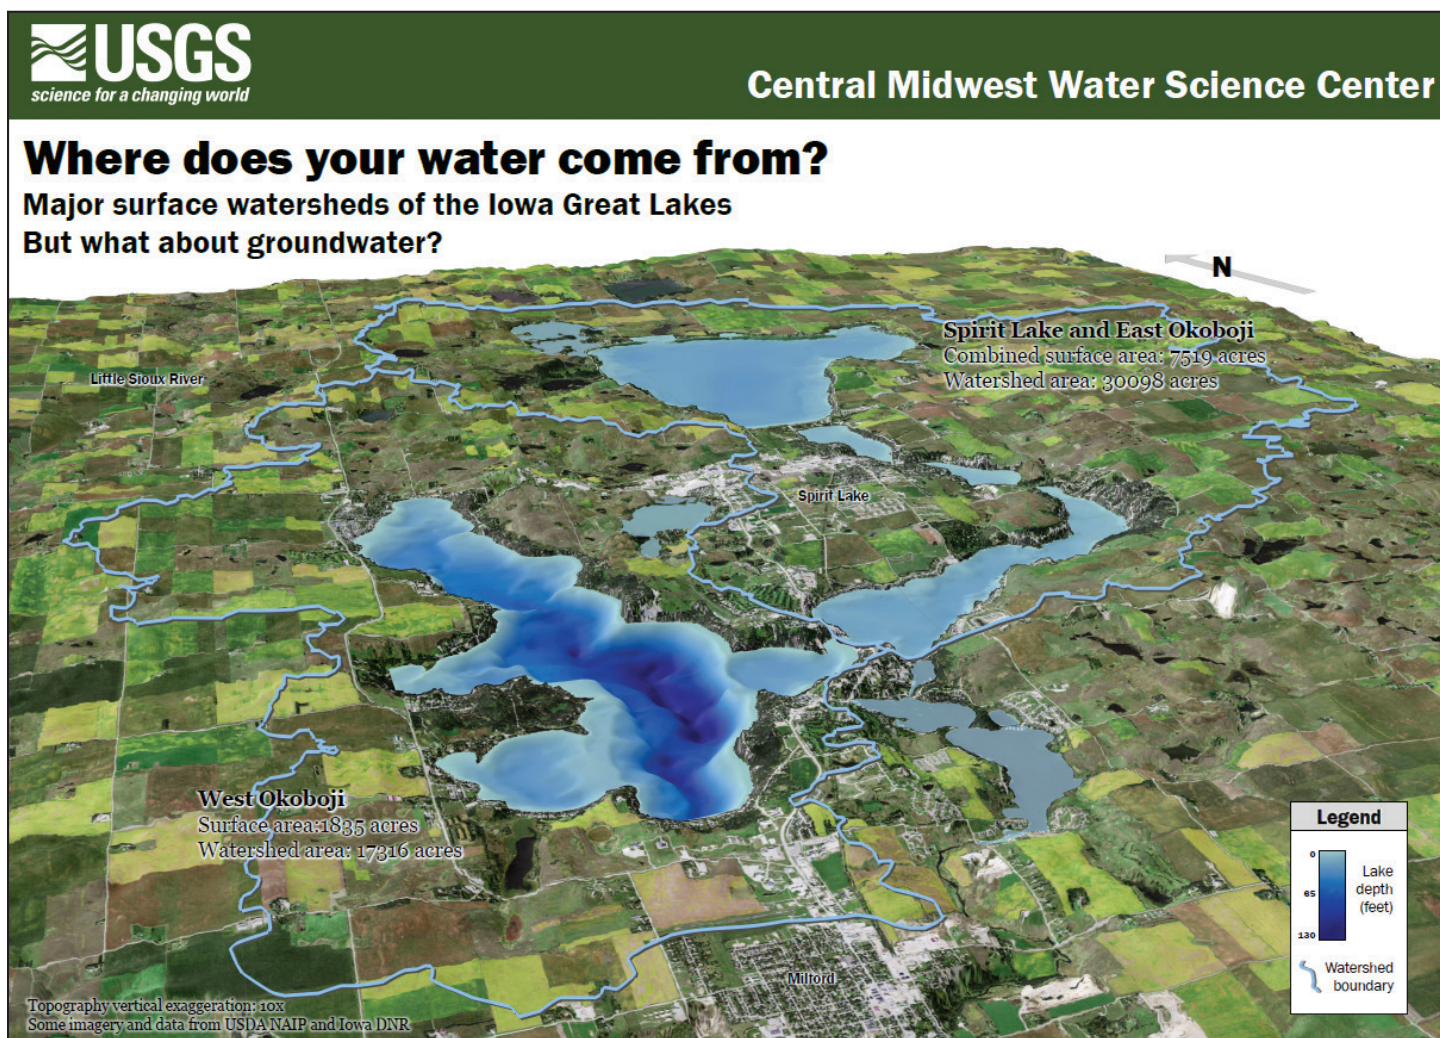 USGS
science for a changing world
Central Midwest Water Science Center
Where does your water come from?
Major surface watersheds of the Iowa Great Lakes
But what about groundwater?
N
Spirit Lake and East Okoboji
Combined surface area: 7519 acres
Watershed area: 30098 acres
Little Sioux River
Spirit Lake
West Okoboji
Surface area:1835 acres
Watershed area: 17316 acres
Legend
0
65
130
Lake
depth
(feet)
Watershed
boundary
Milford
Topography vertical exaggeration: 10x
Some imagery and data from USDA NAIP and Iowa DNR